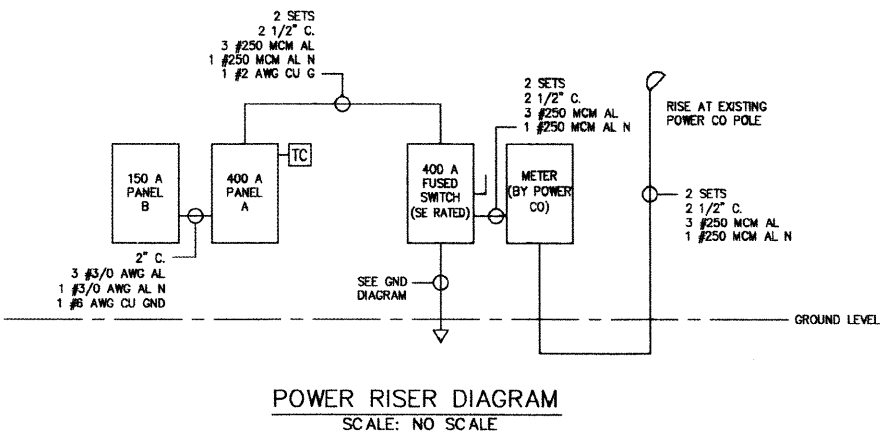 2 SETS
2 1/2" C.
3 #250 MCM AL
1 #250 MCM AL N
1 #2 AWG CU G
2 SETS
2 1/2" C.
3 #250 MCM AL
1 #250 MCM AL N
RISE AT EXISTING
POWER CO POLE
150 A
PANEL
B
400 A
PANEL
A
TC
400 A
FUSED
SWITCH
(SE RATED)
METER
(BY POWER
CO)
2 SETS
2 1/2" C.
3 #250 MCM AL
1 #250 MCM AL N
2" C.
3 #3/0 AWG AL
1 #3/0 AWG AL N
1 #6 AWG CU GND
SEE GND
DIAGRAM
GROUND LEVEL
POWER RISER DIAGRAM
SCALE: NO SCALE